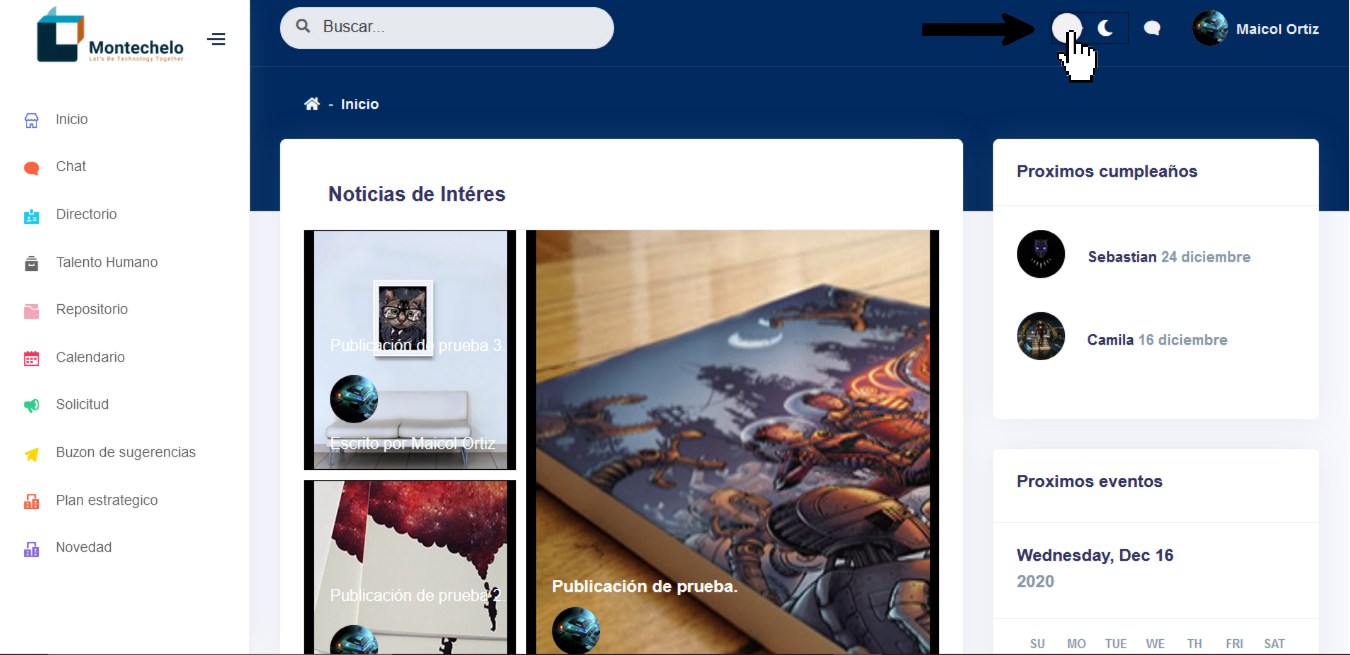 Montechelo
Let's Be Technology Together
Buscar...
Maicol Ortiz
- Inicio
Inicio
Chat
Directorio
Talento Humano
Repositorio
Calendario
Solicitud
Buzon de sugerencias
Plan estrategico
Novedad
Noticias de Intéres
Publicación de prueba 3.
Escrito por Maicol Ortiz
Publicación de prueba 2.
Publicación de prueba.
Proximos cumpleaños
Sebastian 24 diciembre
Camila 16 diciembre
Proximos eventos
Wednesday, Dec 16
2020
SU MO TUE WE TH FRI SAT